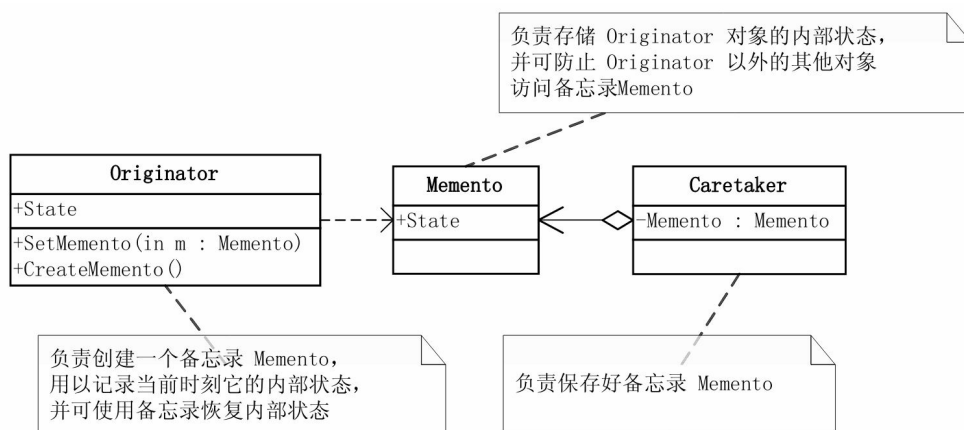 负责存储 Originator 对象的内部状态，
并可防止 Originator 以外的其他对象
访问备忘录Memento
Originator
+State
+SetMemento(in m : Memento)
+CreateMemento()
Memento
+State
Caretaker
-Memento : Memento
负责创建一个备忘录 Memento，
用以记录当前时刻它的内部状态，
并可使用备忘录恢复内部状态
负责保存好备忘录 Memento